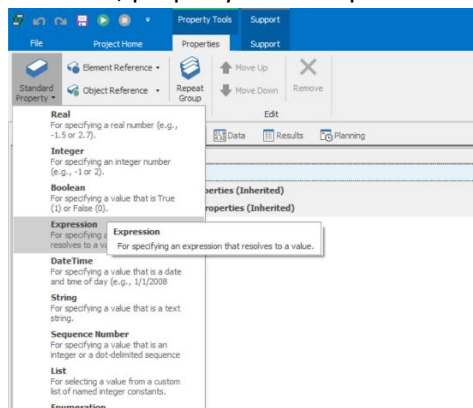 Property Tools Support
File Project Home Properties Support
Standard Property
Element Reference
Object Reference
Repeat Group
Move Up
Move Down
Remove
Edit
Data Results Planning
Real
For specifying a real number (e.g.,
-1.5 or 2.7).
Integer
For specifying an integer number
(e.g., -1 or 2).
Boolean
For specifying a value that is True
(1) or False (0).
(Inherited)
(Inherited)
Expression
For specifying
resolves to a
Expression
For specifying an expression that resolves to a value.
DateTime
For specifying a value that is a date
and time of day (e.g., 1/1/2008
String
For specifying a value that is a text
string.
Sequence Number
For specifying a value that is an
integer or a dot-delimited sequence
List
For selecting a value from a custom
list of named integer constants.
Enumeration